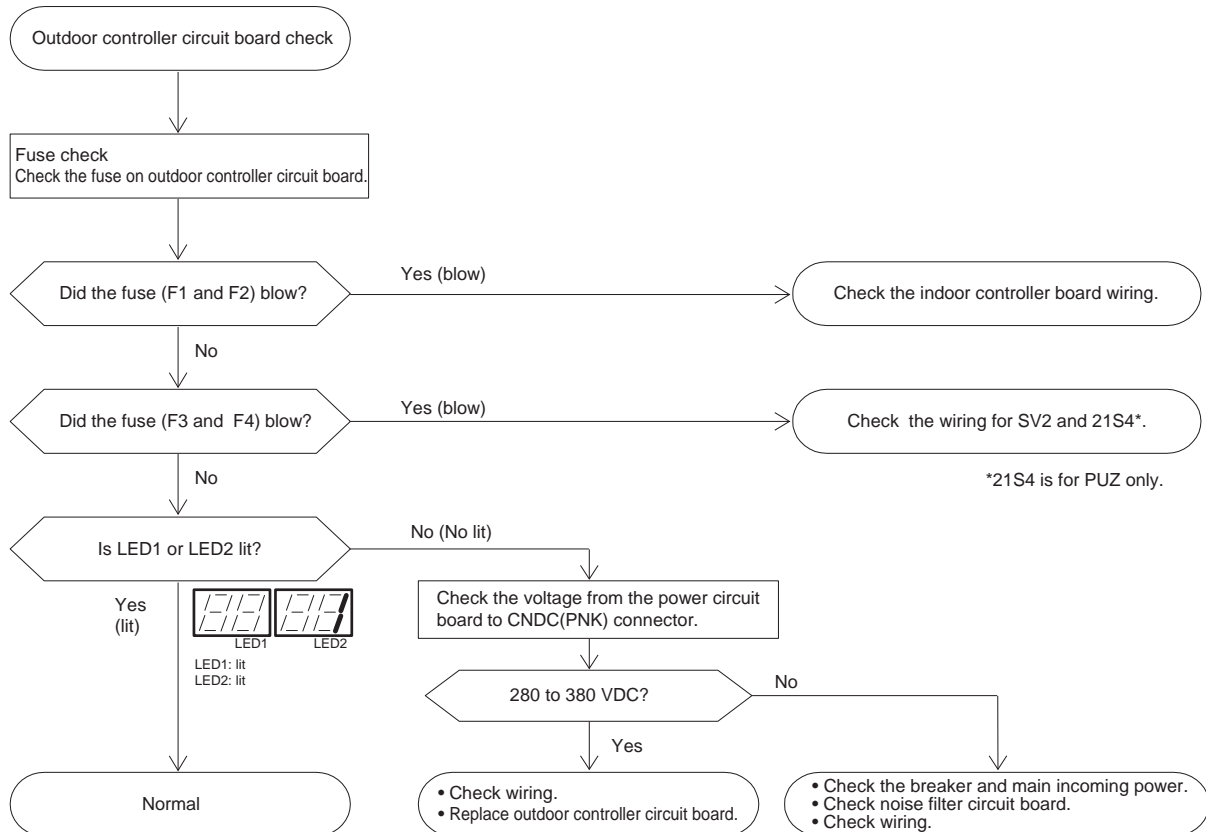 Outdoor controller circuit board check
Fuse check
Check the fuse on outdoor controller circuit board.
Did the fuse (F1 and F2) blow?
Yes (blow)
Check the indoor controller board wiring.
No
Did the fuse (F3 and F4) blow?
Yes (blow)
Check the wiring for SV2 and 21S4*.
*21S4 is for PUZ only.
No
Is LED1 or LED2 lit?
No (No lit)
Yes
(lit)
LED1
LED2
LED1: lit
LED2: lit
Check the voltage from the power circuit
board to CNDC(PNK) connector.
280 to 380 VDC?
No
Yes
Normal
• Check wiring.
• Replace outdoor controller circuit board.
• Check the breaker and main incoming power.
• Check noise filter circuit board.
• Check wiring.